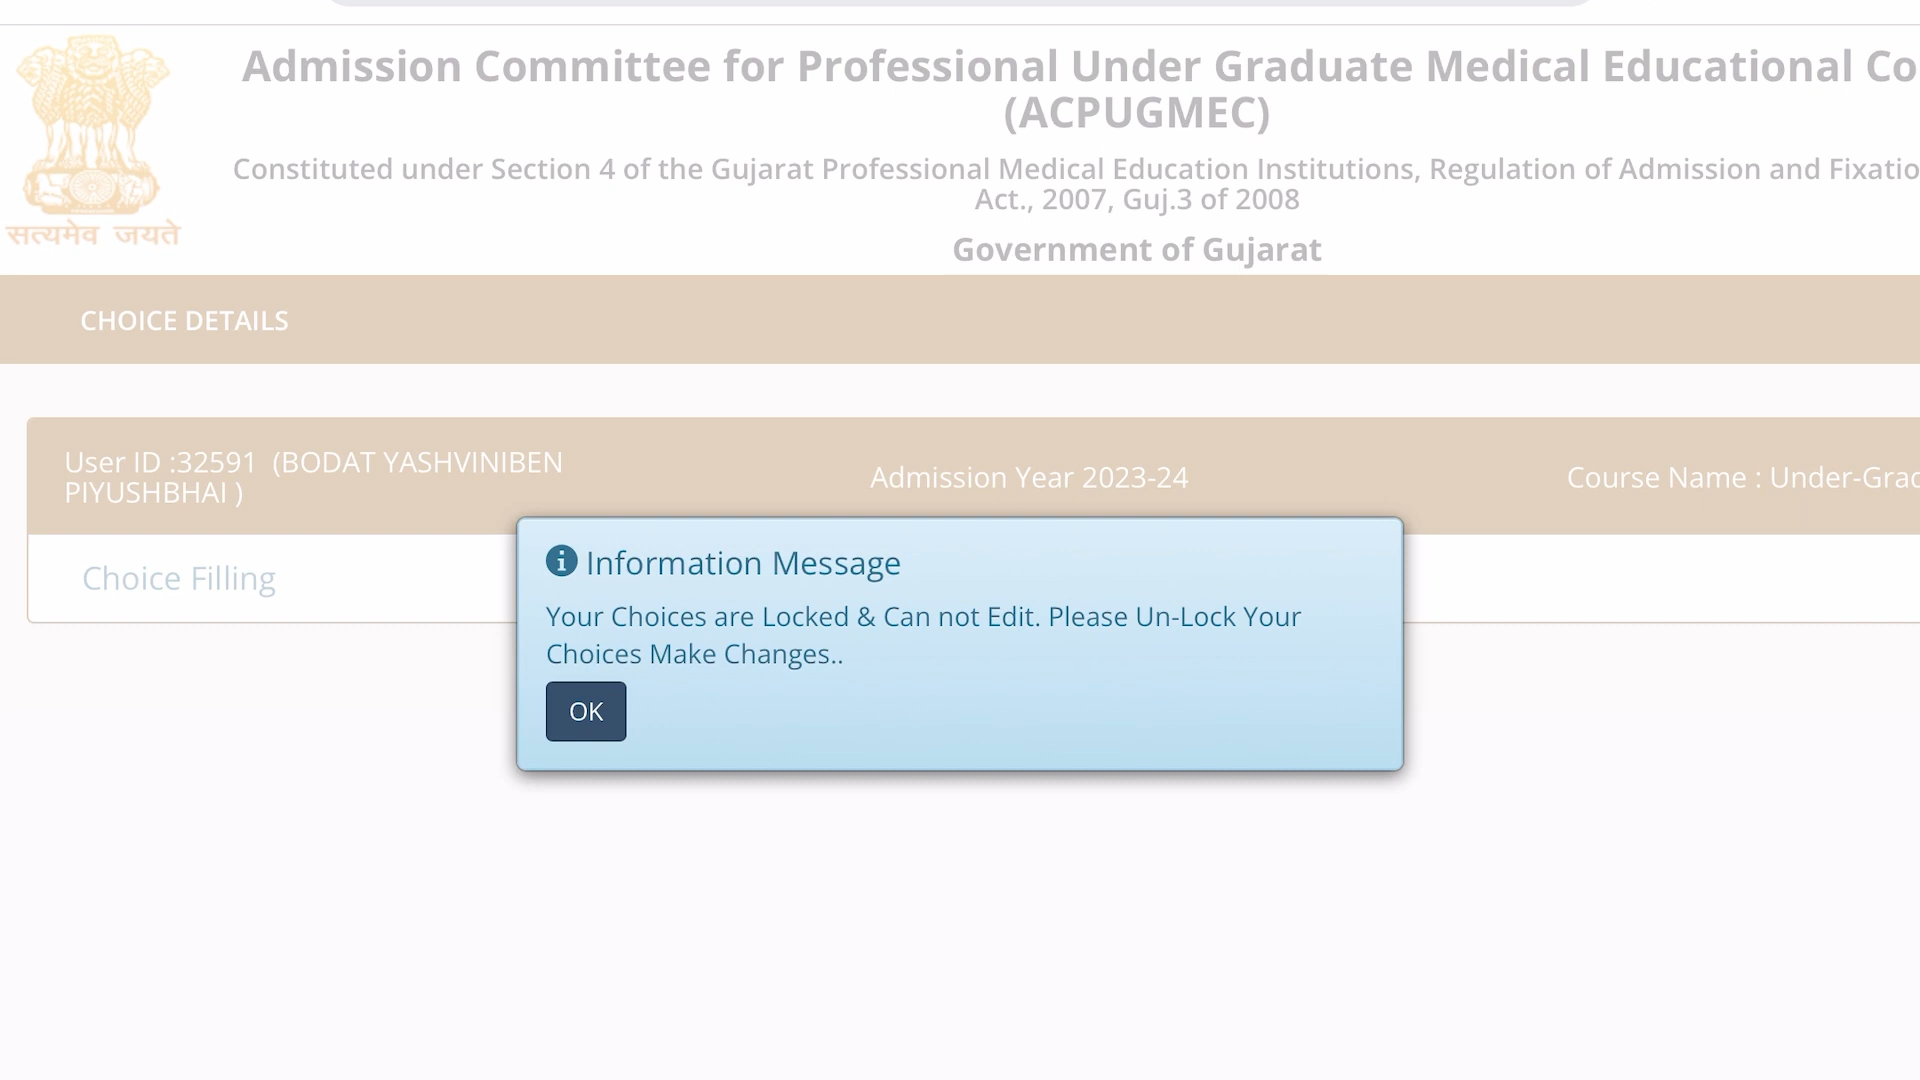 Admission Committee for Professional Under Graduate Medical Educational Co
(ACPUGMEC)
Constituted under Section 4 of the Gujarat Professional Medical Education Institutions, Regulation of Admission and Fixatio
Act., 2007, Guj.3 of 2008
Government of Gujarat
सत्यमेव जयते
CHOICE DETAILS
User ID :32591 (BODAT YASHVINIBEN
PIYUSHBHAI )
Admission Year 2023-24
Course Name : Under-Grad
Choice Filling
Information Message
Your Choices are Locked & Can not Edit. Please Un-Lock Your
Choices Make Changes..
OK